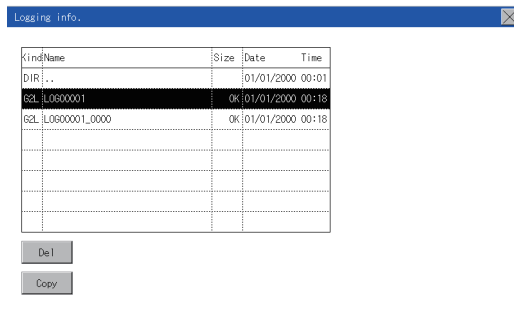 Logging info.
Kind Name Size Date Time
DIR .. 01/01/2000 00:01
G2L LOG00001 0K 01/01/2000 00:18
G2L LOG00001_0000 0K 01/01/2000 00:18
Del
Copy